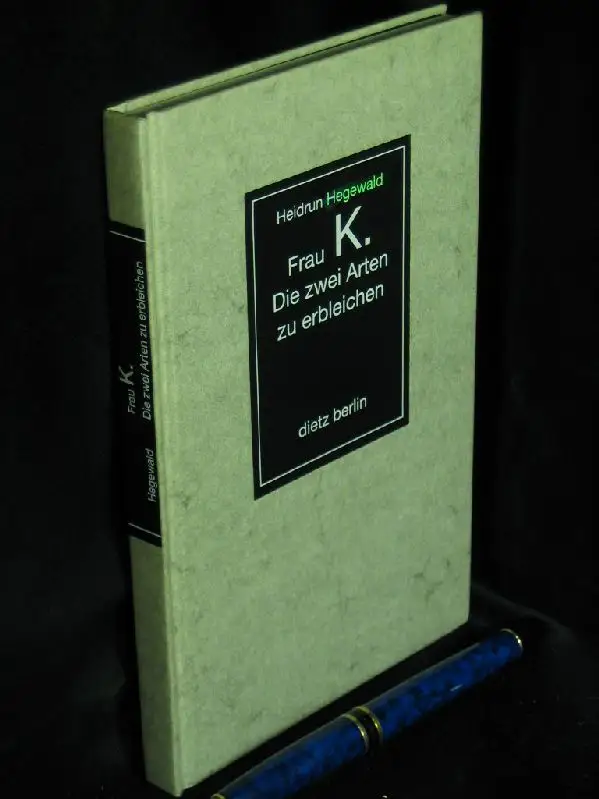 Heidrun Hegewald
Frau K.
Die zwei Arten
zu erbleichen
dietz berlin
Hegewald
Frau K.
Die zwei Arten zu erbleichen